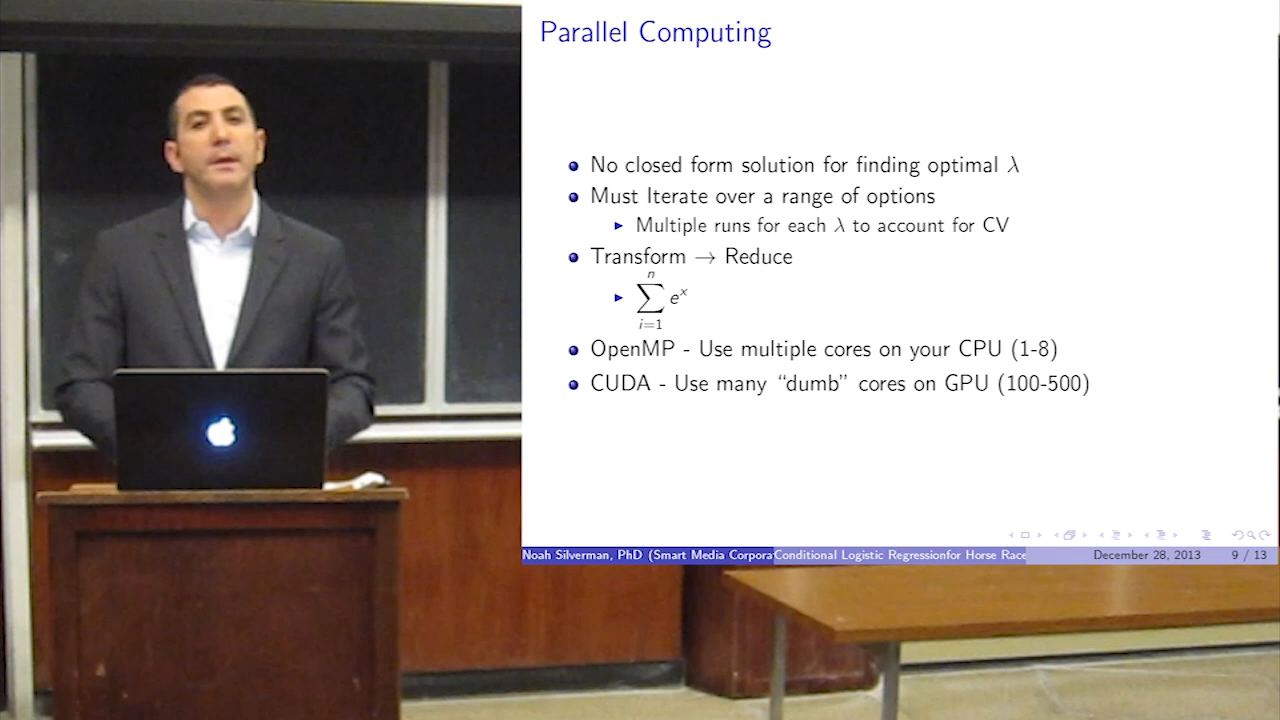 Parallel Computing
No closed form solution for finding optimal λ
Must Iterate over a range of options
Multiple runs for each λ to account for CV
Transform → Reduce
n
∑ eˣ
i=1
OpenMP - Use multiple cores on your CPU (1-8)
CUDA - Use many “dumb” cores on GPU (100-500)
Noah Silverman, PhD (Smart Media Corpora Conditional Logistic Regressionfor Horse Race December 28, 2013 9 / 13